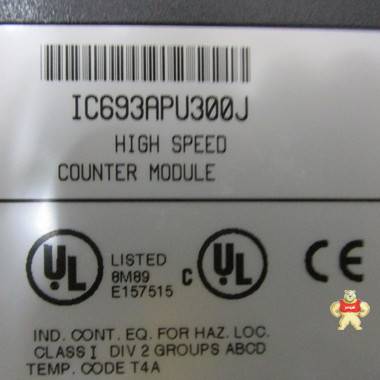 IC693APU300J
HIGH SPEED
COUNTER MODULE
UL
LISTED
8M89
E157515
C UL
CE
IND. CONT. EQ. FOR HAZ. LOC.
CLASS I DIV 2 GROUPS ABCD
TEMP. CODE T4A